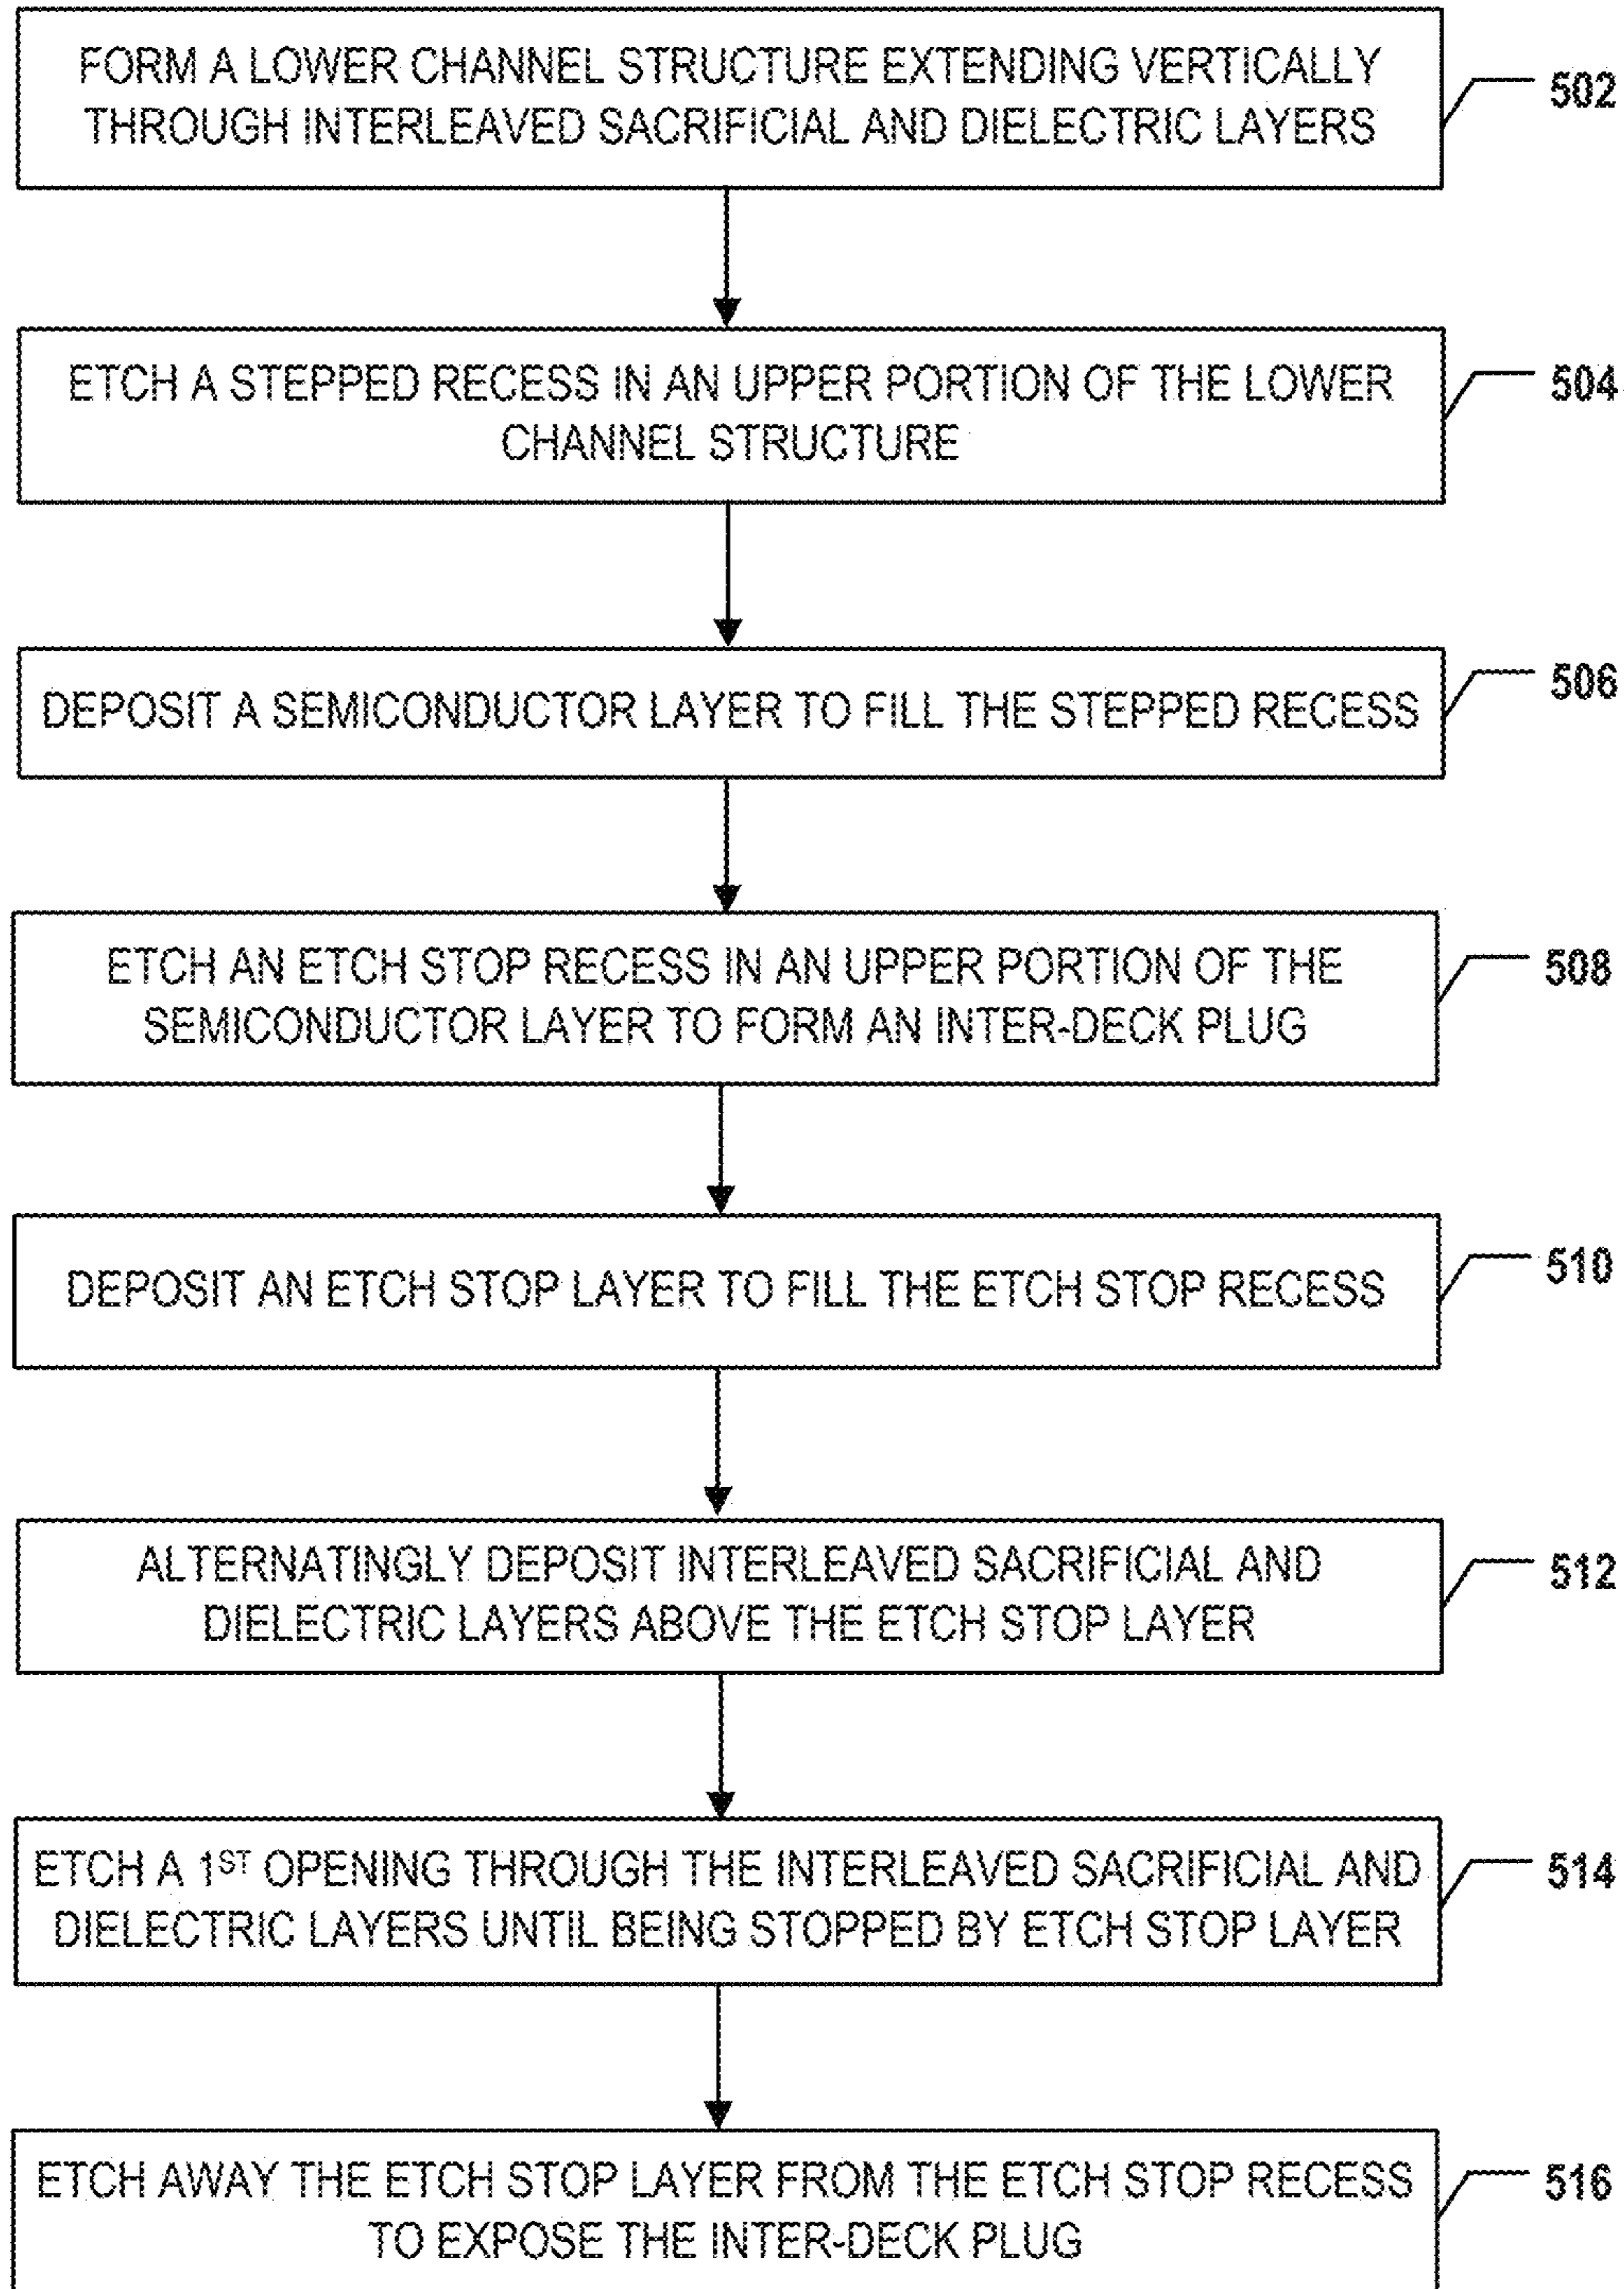 FORM A LOWER CHANNEL STRUCTURE EXTENDING VERTICALLY
THROUGH INTERLEAVED SACRIFICIAL AND DIELECTRIC LAYERS
502
ETCH A STEPPED RECESS IN AN UPPER PORTION OF THE LOWER
CHANNEL STRUCTURE
504
DEPOSIT A SEMICONDUCTOR LAYER TO FILL THE STEPPED RECESS
506
ETCH AN ETCH STOP RECESS IN AN UPPER PORTION OF THE
SEMICONDUCTOR LAYER TO FORM AN INTER-DECK PLUG
508
DEPOSIT AN ETCH STOP LAYER TO FILL THE ETCH STOP RECESS
510
ALTERNATINGLY DEPOSIT INTERLEAVED SACRIFICIAL AND
DIELECTRIC LAYERS ABOVE THE ETCH STOP LAYER
512
ETCH A 1ST OPENING THROUGH THE INTERLEAVED SACRIFICIAL AND
DIELECTRIC LAYERS UNTIL BEING STOPPED BY ETCH STOP LAYER
514
ETCH AWAY THE ETCH STOP LAYER FROM THE ETCH STOP RECESS
TO EXPOSE THE INTER-DECK PLUG
516